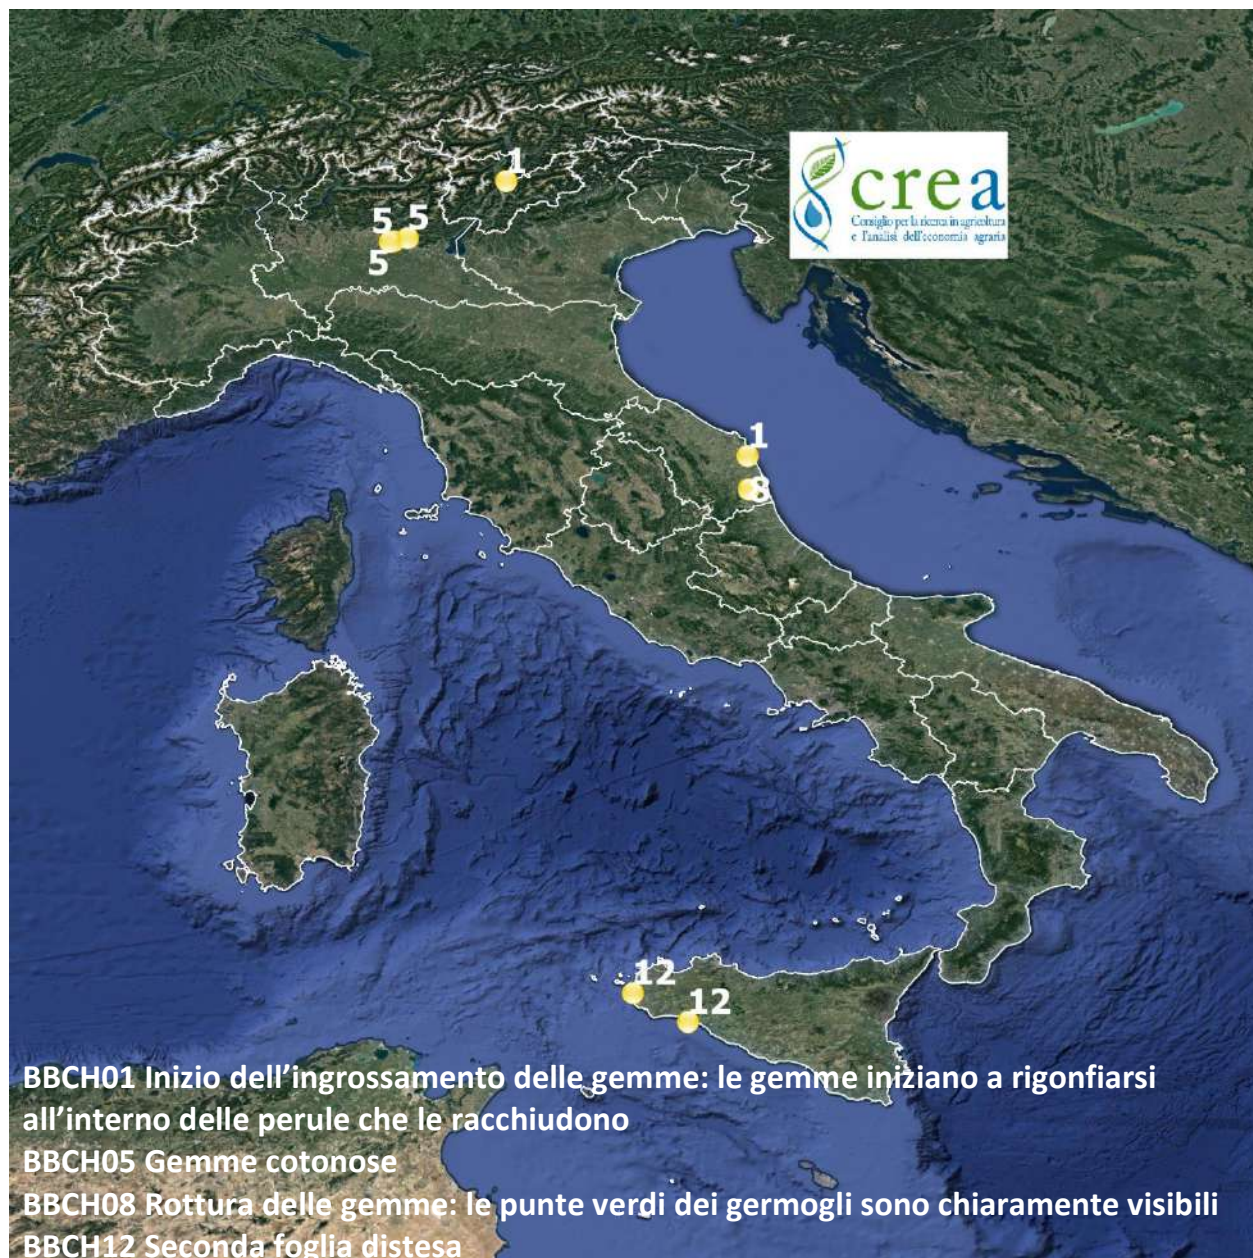 1
crea
Consiglio per la ricerca in agricoltura
e l'analisi dell'economia agraria
5 5
5
1
8
12
12
BBCH01 Inizio dell’ingrossamento delle gemme: le gemme iniziano a rigonfiarsi
all’interno delle perule che le racchiudono
BBCH05 Gemme cotonose
BBCH08 Rottura delle gemme: le punte verdi dei germogli sono chiaramente visibili
BBCH12 Seconda foglia distesa